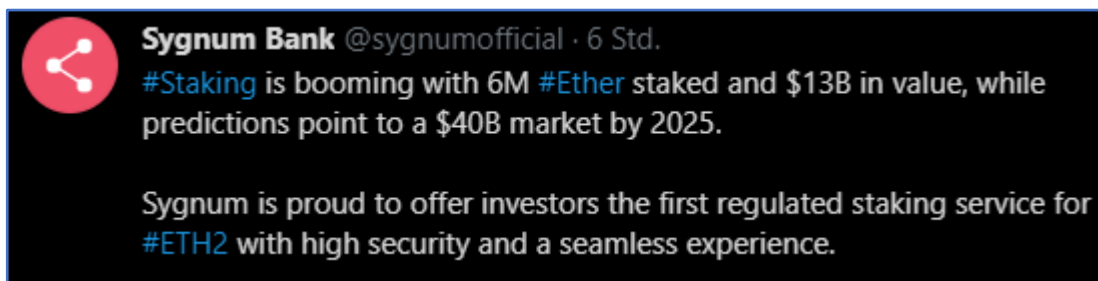 Sygnum Bank @sygnumofficial · 6 Std.
#Staking is booming with 6M #Ether staked and $13B in value, while
predictions point to a $40B market by 2025.
Sygnum is proud to offer investors the first regulated staking service for
#ETH2 with high security and a seamless experience.